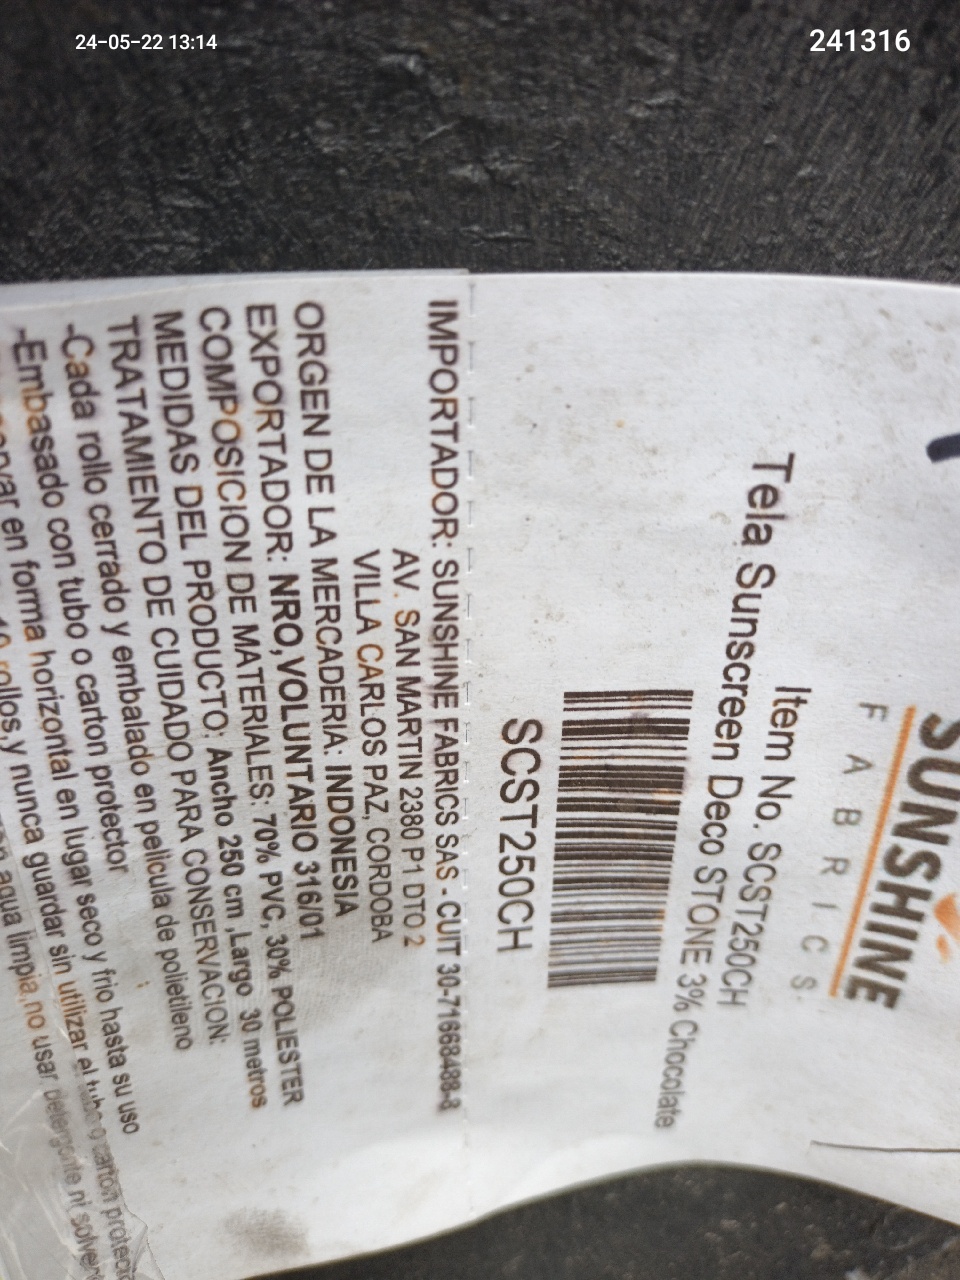 24-05-22 13:14
241316
SUNSHINE
FABRICS
Item No. SCST250CH
Tela Sunscreen Deco STONE 3% Chocolate
SCST250CH
IMPORTADOR: SUNSHINE FABRICS SAS - CUIT 30-71668488-8
AV. SAN MARTIN 2380 P1 DTO 2
VILLA CARLOS PAZ, CORDOBA
ORGEN DE LA MERCADERIA: INDONESIA
EXPORTADOR: NRO,VOLUNTARIO 316/01
COMPOSICION DE MATERIALES: 70% PVC, 30% POLIESTER
MEDIDAS DEL PRODUCTO: Ancho 250 cm ,Largo 30 metros
TRATAMIENTO DE CUIDADO PARA CONSERVACION:
-Cada rollo cerrado y embalado en pelicula de polietileno
-Embasado con tubo o carton protector
en forma horizontal en lugar seco y frio hasta su uso
rollos,y nunca guardar sin utilizar el tubo o carton protector
agua limpia,no usar detergente ni